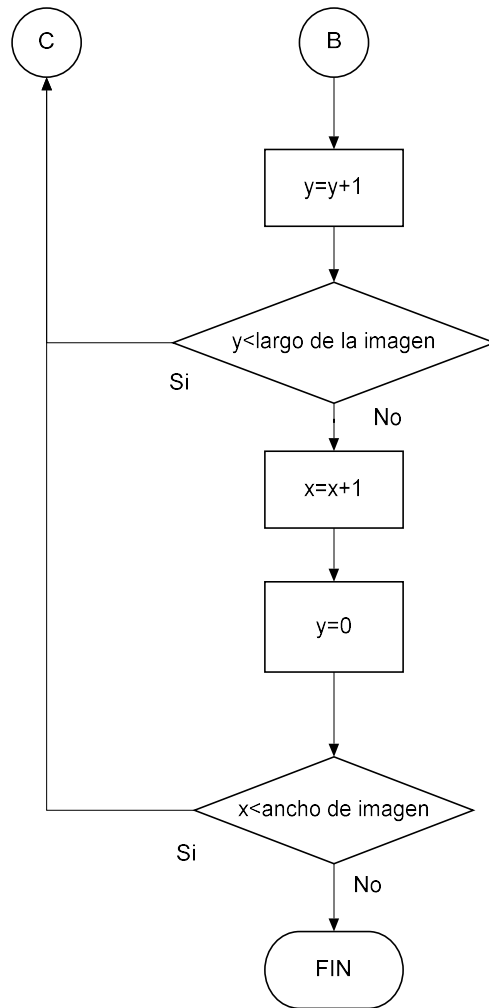 C
B
y=y+1
y<largo de la imagen
Si
No
x=x+1
y=0
x<ancho de imagen
Si
No
FIN